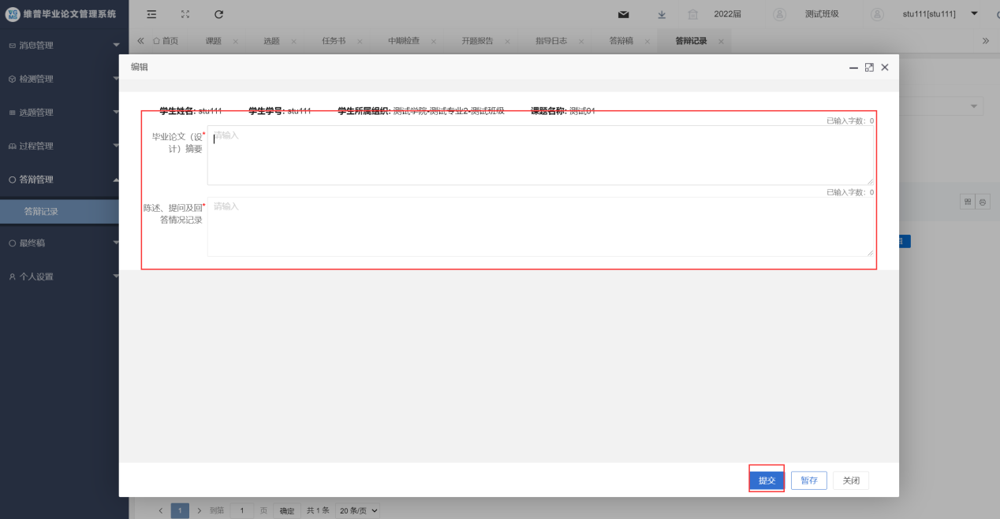 VG MS 维普毕业论文管理系统
2022届 测试班级 stu111[stu111]
首页 课题 选题 任务书 中期检查 开题报告 指导日志 答辩稿 答辩记录
消息管理
检测管理
选题管理
过程管理
答辩管理
答辩记录
最终稿
个人设置
编辑
学生姓名: stu111 学生学号: stu111 学生所属组织: 测试学院-测试专业2-测试班级 课题名称: 测试01
已输入字数：0
毕业论文（设
计）摘要
*
请输入
已输入字数：0
陈述、提问及回
答情况记录
*
请输入
提交 暂存 关闭
1 到第 1 页 确定 共 1 条 20 条/页